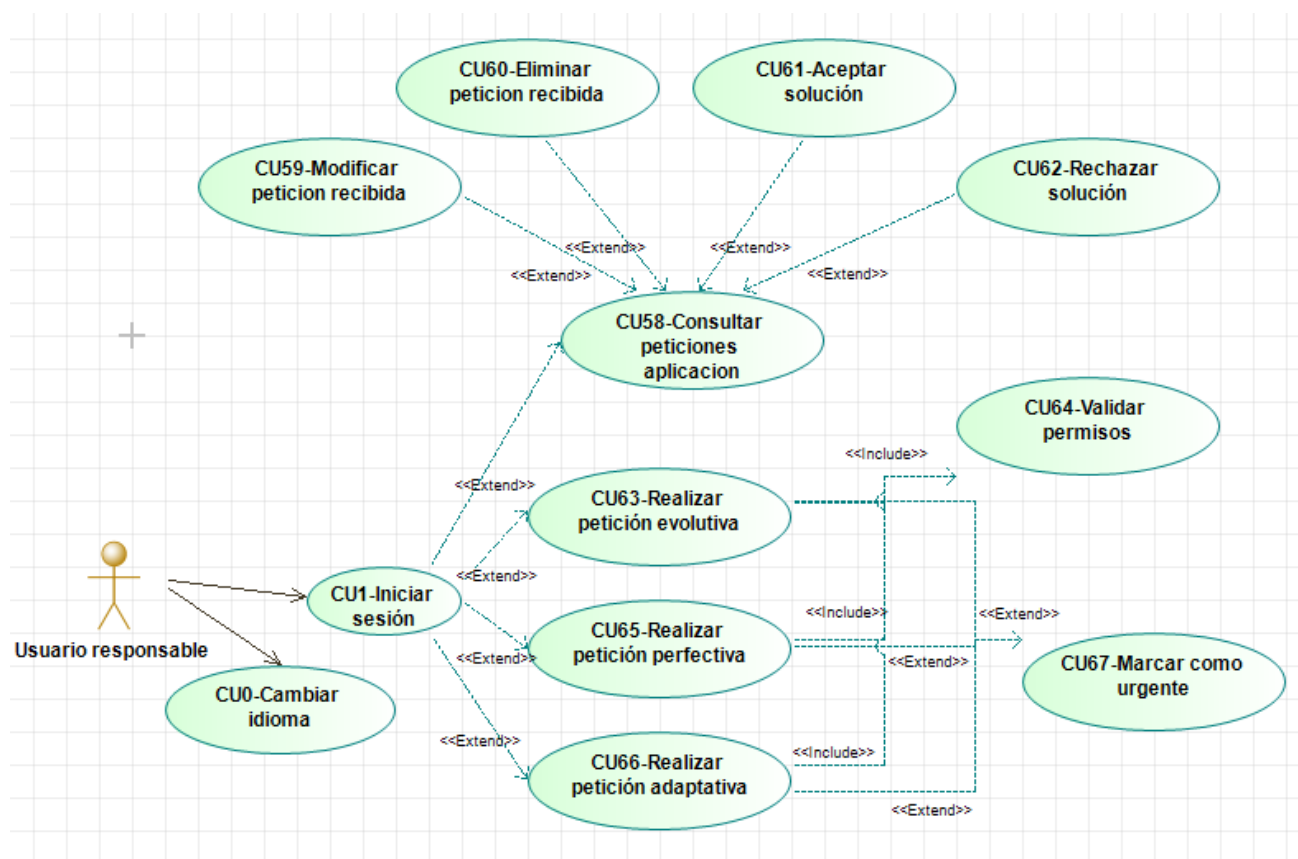 CU60-Eliminar
peticion recibida
CU61-Aceptar
solución
CU59-Modificar
peticion recibida
CU62-Rechazar
solución
<<Extend>>
<<Extend>>
<<Extend>>
<<Extend>>
CU58-Consultar
peticiones
aplicacion
CU64-Validar
permisos
<<Include>>
<<Extend>>
CU63-Realizar
petición evolutiva
<<Extend>>
CU1-Iniciar
sesión
<<Include>>
<<Extend>>
CU65-Realizar
petición perfectiva
Usuario responsable
<<Extend>>
<<Extend>>
CU67-Marcar como
urgente
CU0-Cambiar
idioma
<<Extend>>
<<Include>>
CU66-Realizar
petición adaptativa
<<Extend>>